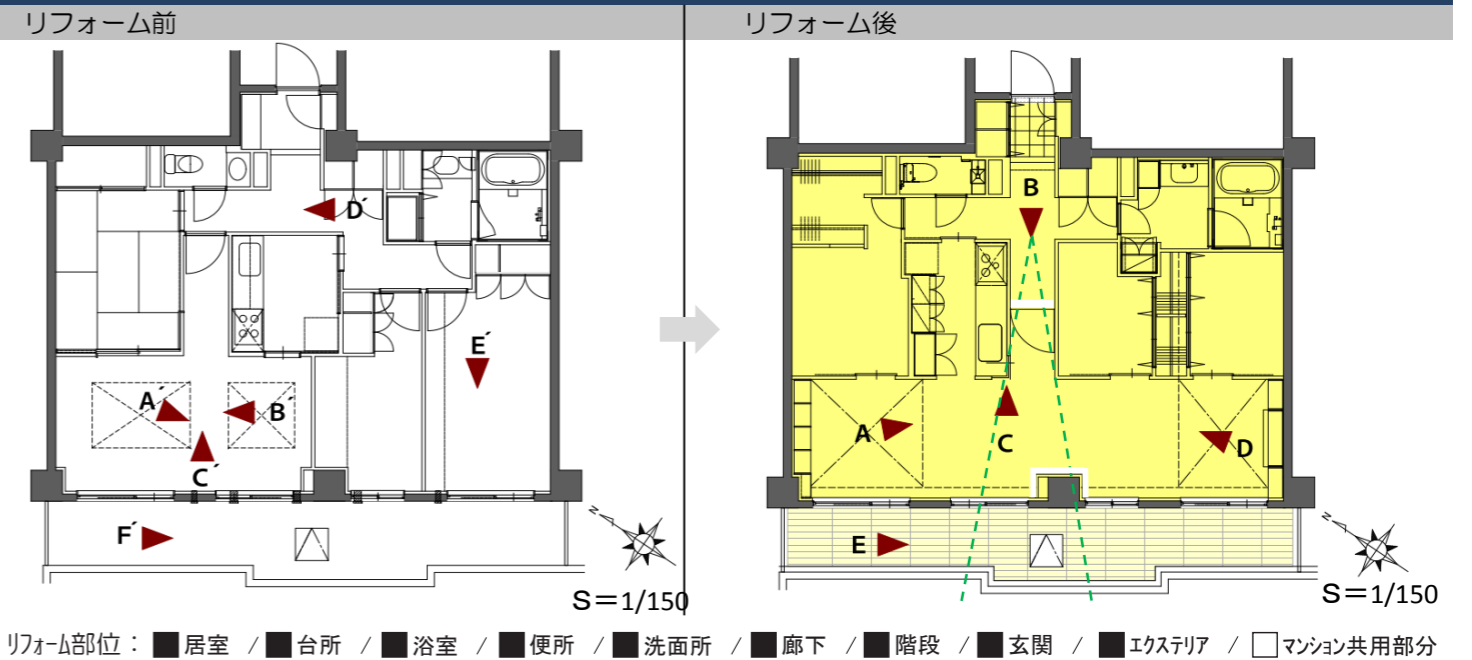 リフォーム前
リフォーム後
D´
E´
A´
B´
C´
F´
N
S=1/150
B
A
C
D
E
N
S=1/150
リフォーム部位：■居室 /■台所 /■浴室 /■便所 /■洗面所 /■廊下 /■階段 /■玄関 /■エクステリア /□マンション共用部分